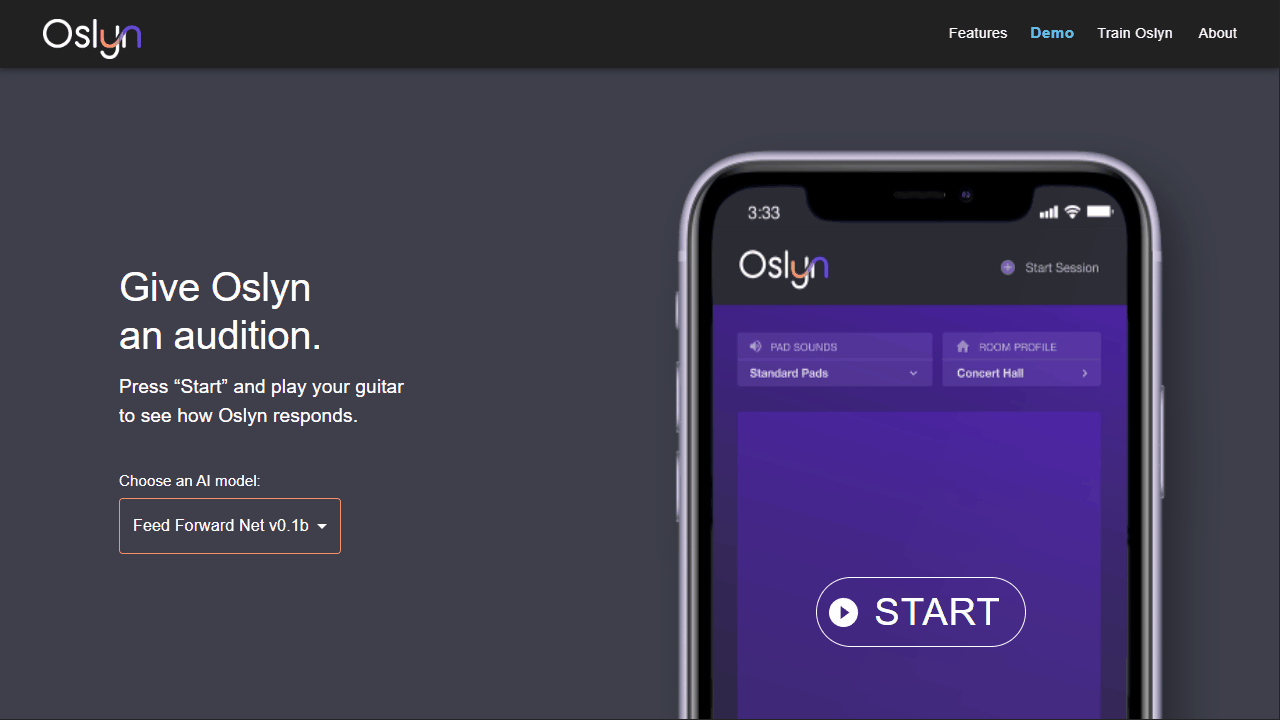 Oslyn
Features
Demo
Train Oslyn
About
Give Oslyn
an audition.
Press “Start” and play your guitar
to see how Oslyn responds.
Choose an AI model:
Feed Forward Net v0.1b
3:33
Oslyn
Start Session
PAD SOUNDS
Standard Pads
ROOM PROFILE
Concert Hall
START